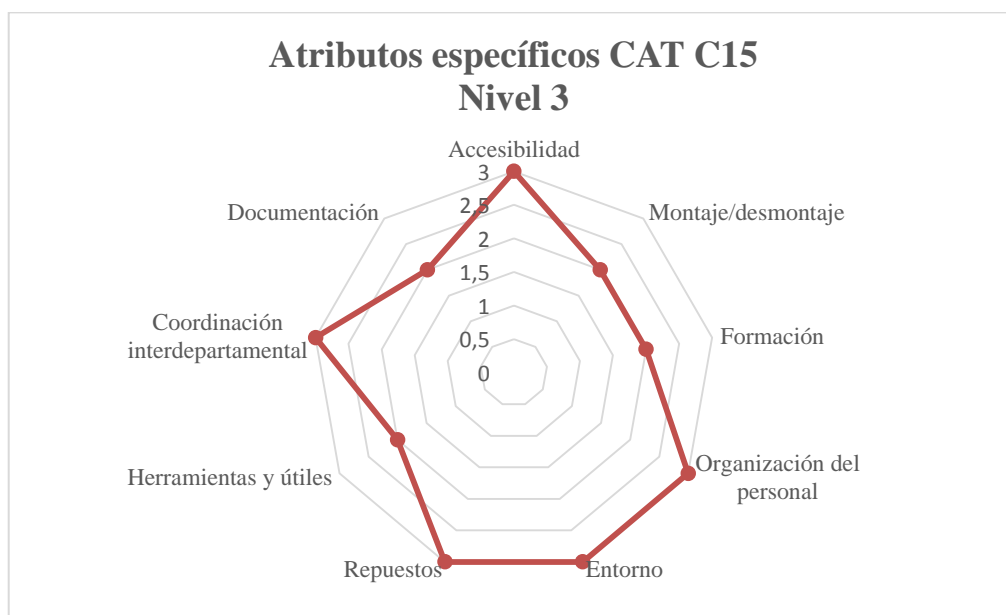 Atributos específicos CAT C15
Nivel 3
Accesibilidad
3
2,5
2
1,5
1
0,5
0
Montaje/desmontaje
Formación
Organización del
personal
Entorno
Repuestos
Herramientas y útiles
Coordinación
interdepartamental
Documentación